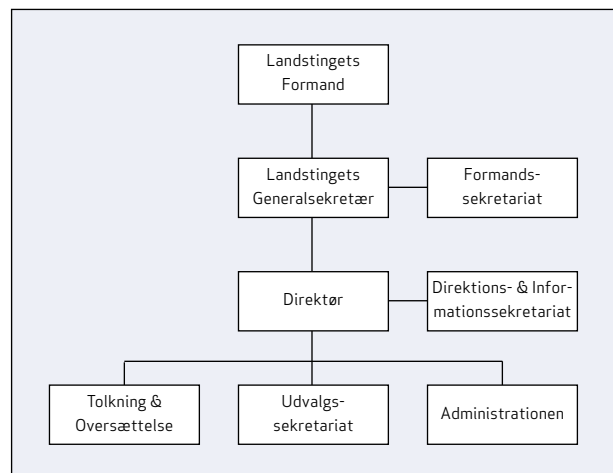 Landstingets
Formand
Landstingets
Generalsekretær
Formands-
sekretariat
Direktør
Direktions- & Infor-
mationssekretariat
Tolkning &
Oversættelse
Udvalgs-
sekretariat
Administrationen